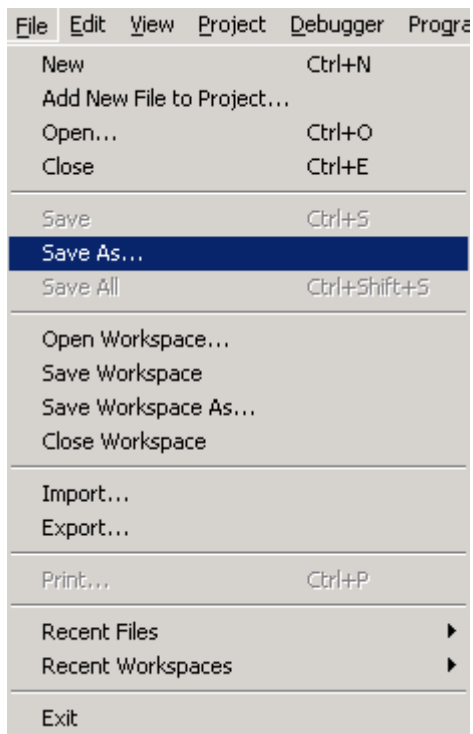 File Edit View Project Debugger Progra
New Ctrl+N
Add New File to Project...
Open... Ctrl+O
Close Ctrl+E
Save Ctrl+S
Save As...
Save All Ctrl+Shift+S
Open Workspace...
Save Workspace
Save Workspace As...
Close Workspace
Import...
Export...
Print... Ctrl+P
Recent Files
Recent Workspaces
Exit